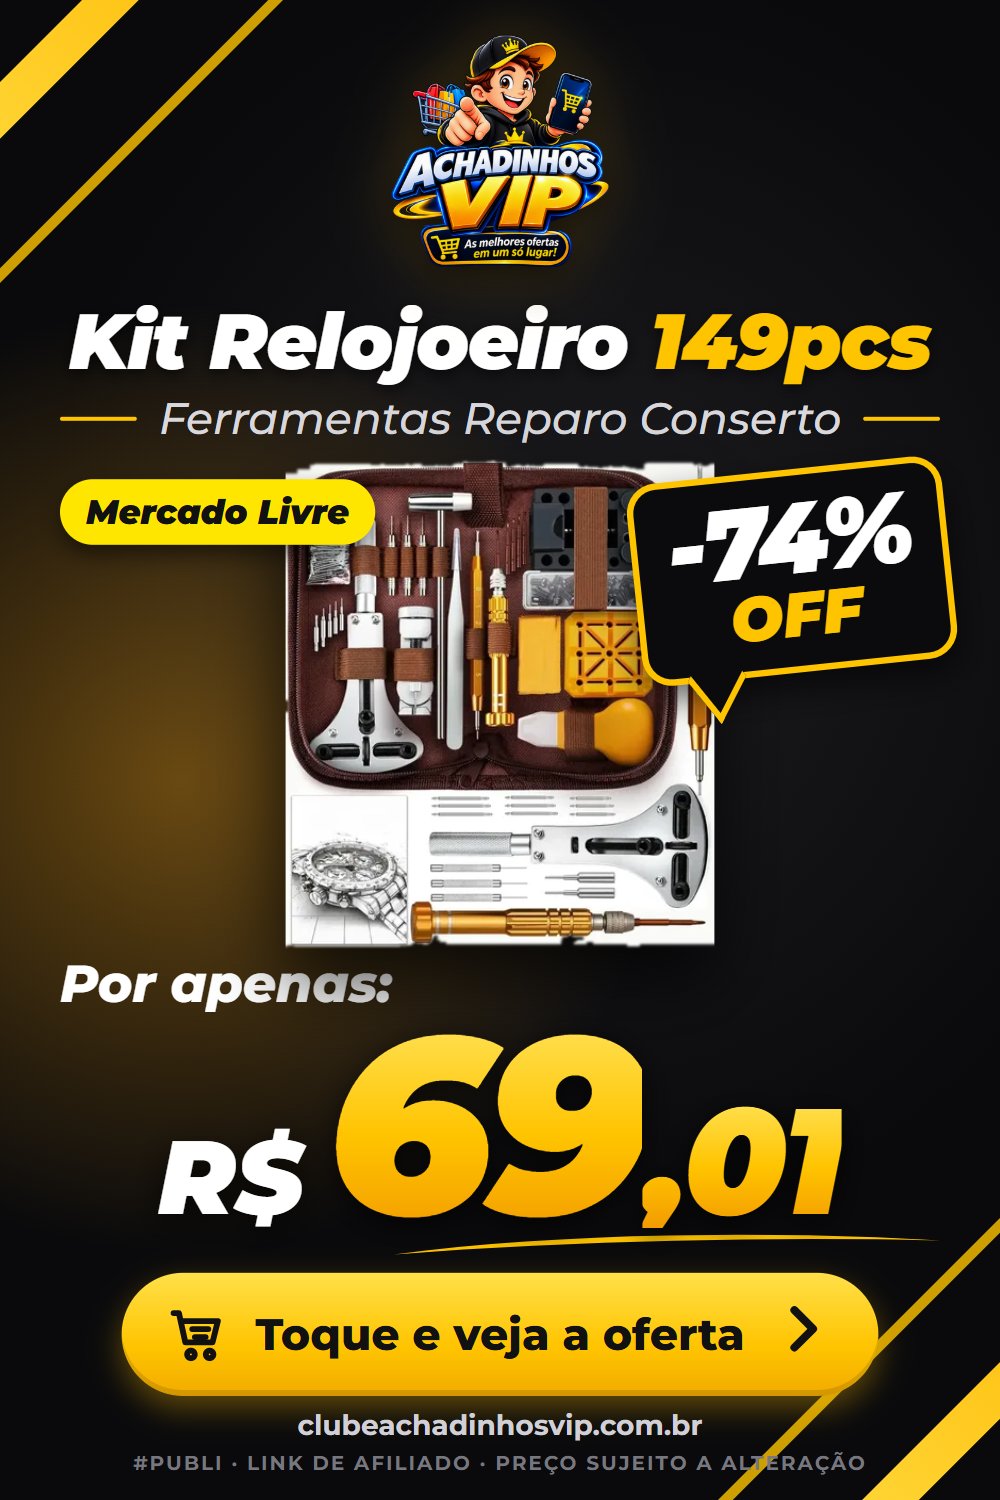 ACHADINHOS
VIP
As melhores ofertas
em um só lugar!
Kit Relojoeiro 149pcs
Ferramentas Reparo Conserto
Mercado Livre
-74%
OFF
Por apenas:
R$ 69,01
Toque e veja a oferta
clubeachadinhosvip.com.br
#PUBLI · LINK DE AFILIADO · PREÇO SUJEITO A ALTERAÇÃO